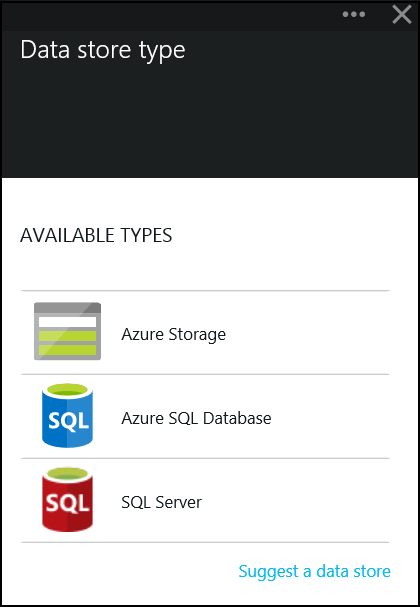 Data store type
AVAILABLE TYPES
Azure Storage
SQL
Azure SQL Database
SQL
SQL Server
Suggest a data store